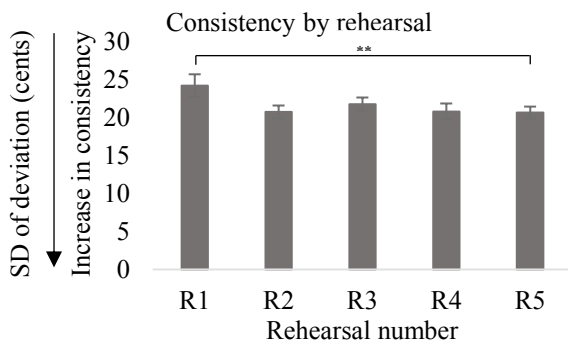 Consistency by rehearsal
**
SD of deviation (cents)
Increase in consistency
30
25
20
15
10
5
0
R1 R2 R3 R4 R5
Rehearsal number